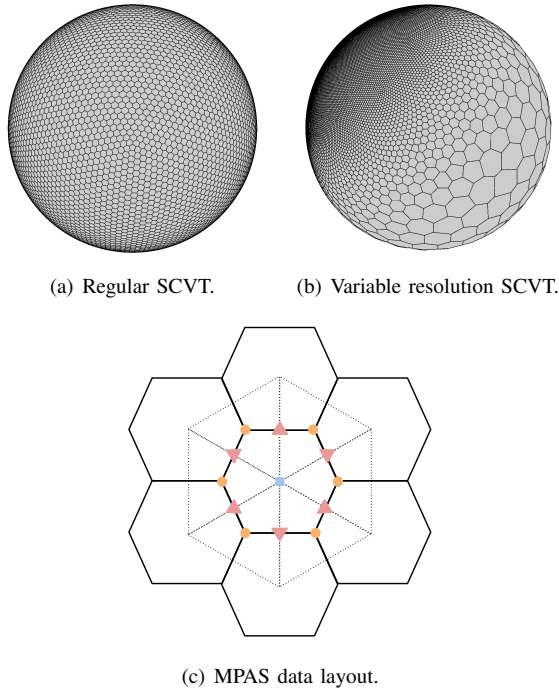 (a) Regular SCVT.
(b) Variable resolution SCVT.
(c) MPAS data layout.